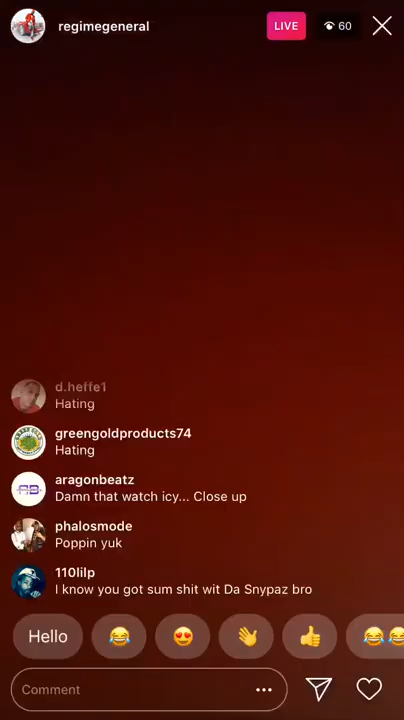 regimegeneral
LIVE
60
d.heffe1
Hating
greengoldproducts74
Hating
aragonbeatz
Damn that watch icy... Close up
phalosmode
Poppin yuk
110lilp
I know you got sum shit wit Da Snypaz bro
Hello
Comment